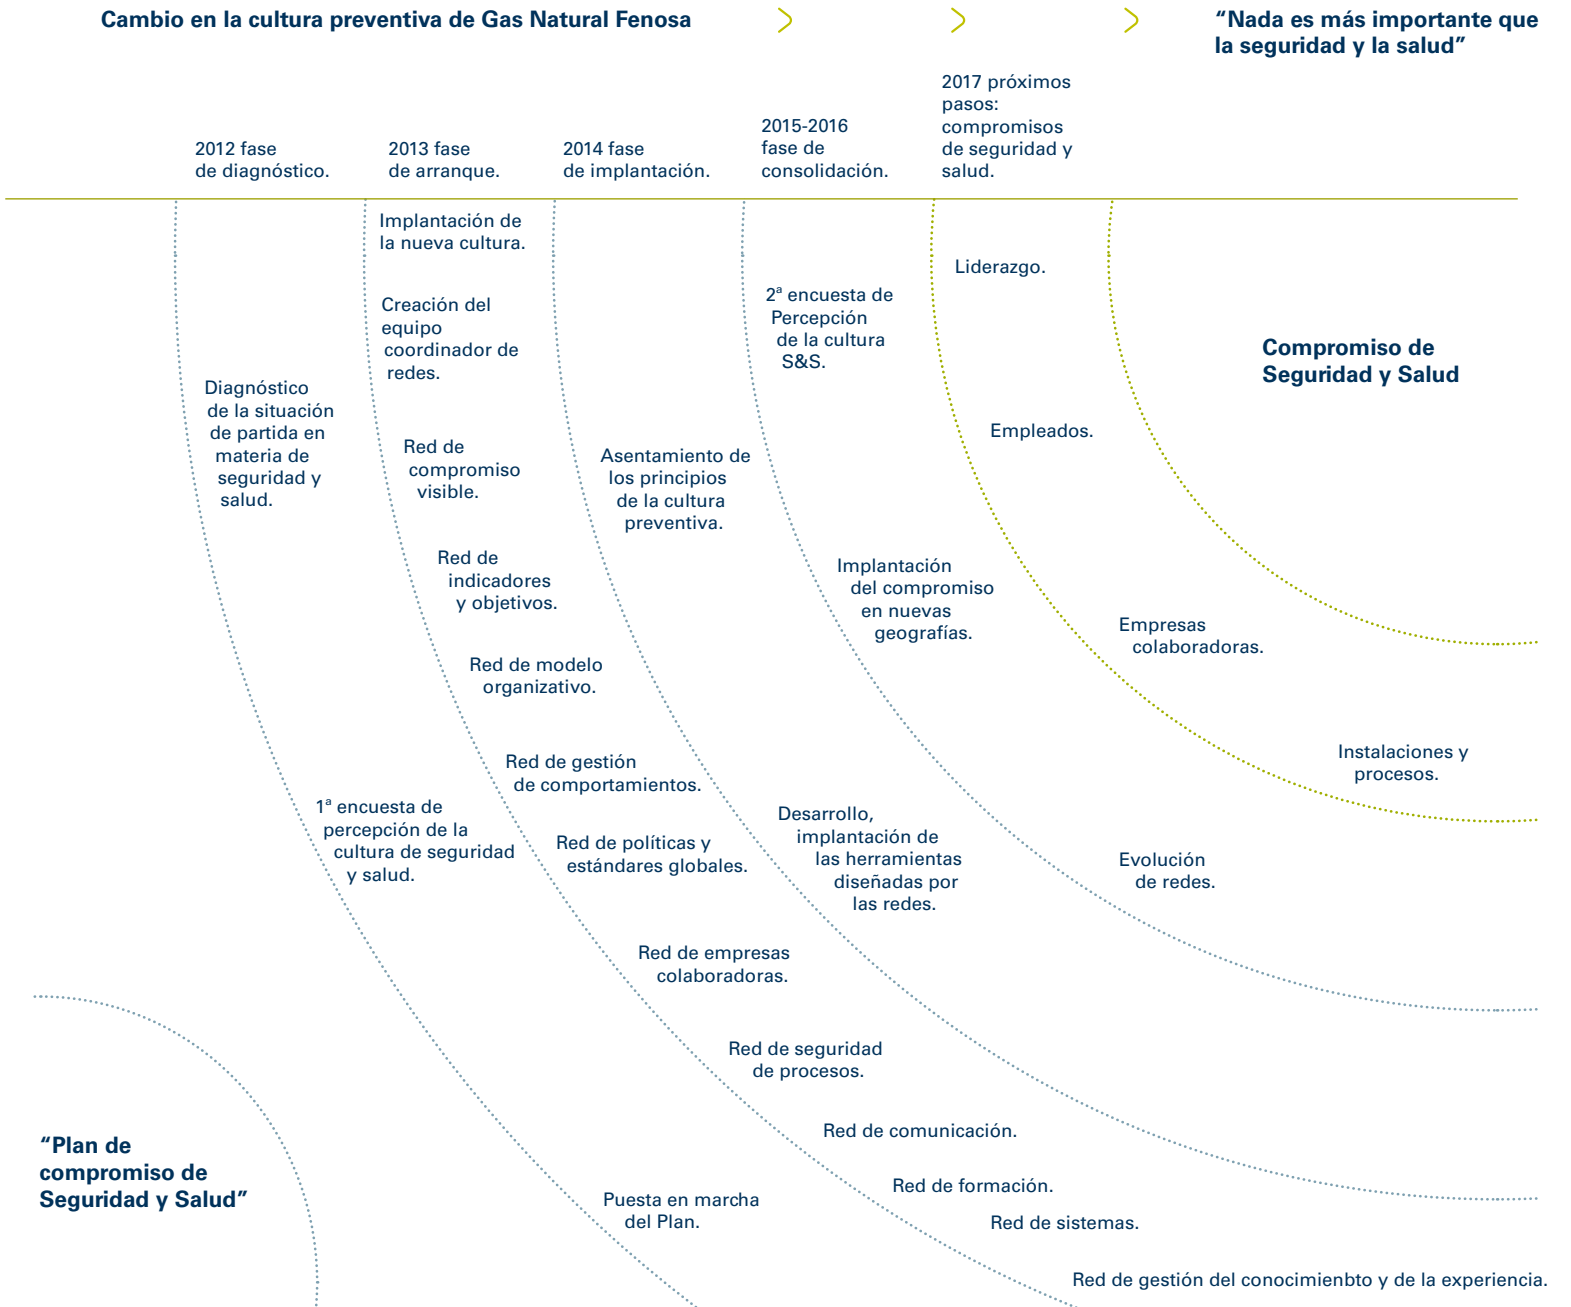 Cambio en la cultura preventiva de Gas Natural Fenosa
“Nada es más importante que
la seguridad y la salud”
2012 fase
de diagnóstico.
2013 fase
de arranque.
2014 fase
de implantación.
2015-2016
fase de
consolidación.
2017 próximos
pasos:
compromisos
de seguridad y
salud.
Diagnóstico
de la situación
de partida en
materia de
seguridad y
salud.
1ª encuesta de
percepción de la
cultura de seguridad
y salud.
Puesta en marcha
del Plan.
Implantación de
la nueva cultura.
Creación del
equipo
coordinador de
redes.
Red de
compromiso
visible.
Red de
indicadores
y objetivos.
Red de modelo
organizativo.
Red de gestión
de comportamientos.
Red de políticas y
estándares globales.
Red de empresas
colaboradoras.
Red de seguridad
de procesos.
Red de comunicación.
Red de formación.
Red de sistemas.
Red de gestión del conocimienbto y de la experiencia.
Asentamiento de
los principios
de la cultura
preventiva.
Desarrollo,
implantación de
las herramientas
diseñadas por
las redes.
2ª encuesta de
Percepción
de la cultura
S&S.
Implantación
del compromiso
en nuevas
geografías.
Evolución
de redes.
Liderazgo.
Empleados.
Empresas
colaboradoras.
Instalaciones y
procesos.
Compromiso de
Seguridad y Salud
“Plan de
compromiso de
Seguridad y Salud”